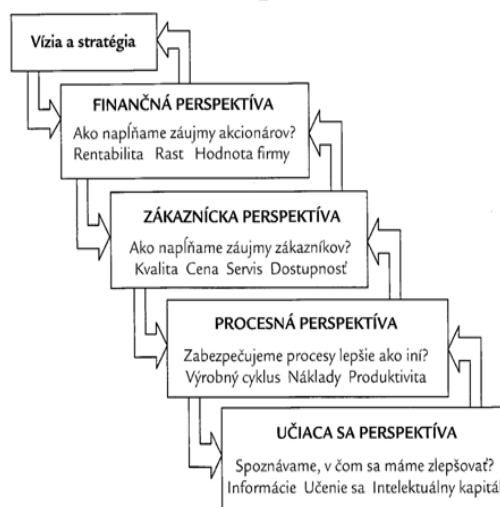 Vízia a stratégia
FINANČNÁ PERSPEKTÍVA
Ako napĺňame záujmy akcionárov?
Rentabilita Rast Hodnota firmy
ZÁKAZNÍCKA PERSPEKTÍVA
Ako napĺňame záujmy zákazníkov?
Kvalita Cena Servis Dostupnosť
PROCESNÁ PERSPEKTÍVA
Zabezpečujeme procesy lepšie ako iní?
Výrobný cyklus Náklady Produktivita
UČIACA SA PERSPEKTÍVA
Spoznávame, v čom sa máme zlepšovať?
Informácie Učenie sa Intelektuálny kapitál